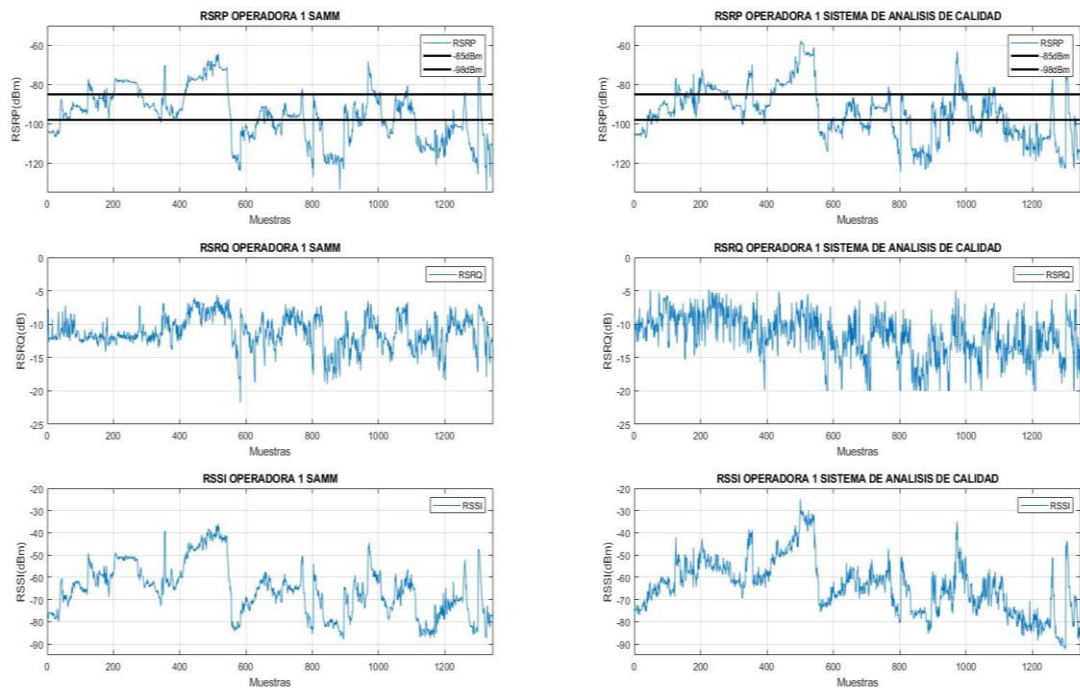 RSRP OPERADORA 1 SAMM
RSRP(dBm)
-60
-80
-100
-120
RSRP
-85dBm
-98dBm
0 200 400 600 800 1000 1200
Muestras
RSRP OPERADORA 1 SISTEMA DE ANALISIS DE CALIDAD
RSRP(dBm)
-60
-80
-100
-120
RSRP
-85dBm
-98dBm
0 200 400 600 800 1000 1200
Muestras
RSRQ OPERADORA 1 SAMM
RSRQ(dB)
0
-5
-10
-15
-20
-25
RSRQ
0 200 400 600 800 1000 1200
Muestras
RSRQ OPERADORA 1 SISTEMA DE ANALISIS DE CALIDAD
RSRQ(dB)
0
-5
-10
-15
-20
-25
RSRQ
0 200 400 600 800 1000 1200
Muestras
RSSI OPERADORA 1 SAMM
RSSI(dBm)
-20
-30
-40
-50
-60
-70
-80
-90
RSSI
0 200 400 600 800 1000 1200
Muestras
RSSI OPERADORA 1 SISTEMA DE ANALISIS DE CALIDAD
RSSI(dBm)
-20
-30
-40
-50
-60
-70
-80
-90
RSSI
0 200 400 600 800 1000 1200
Muestras